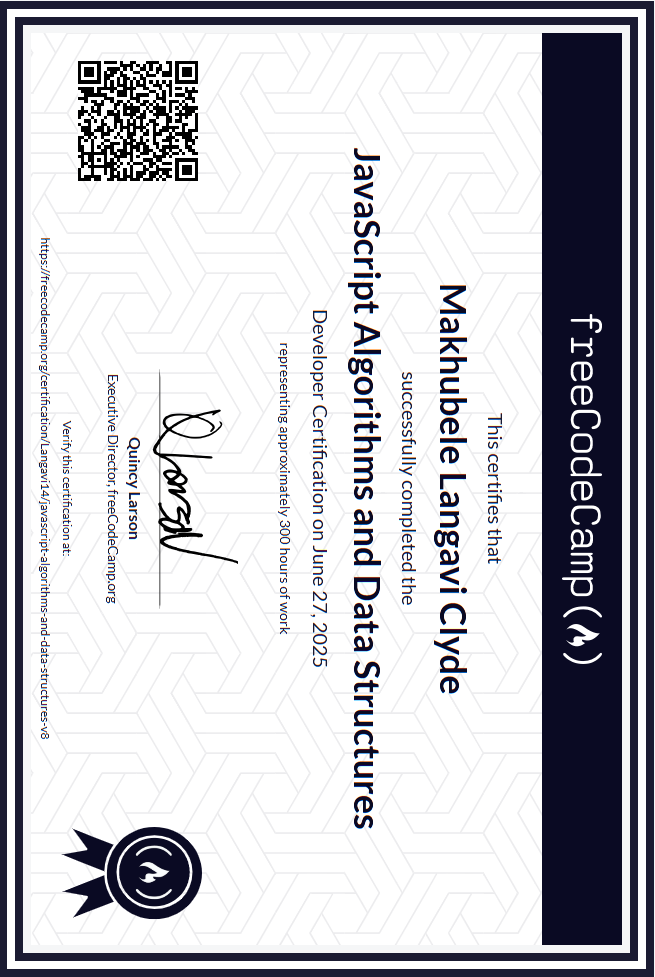 freeCodeCamp(🔥)
This certifies that
Makhubele Langavi Clyde
successfully completed the
JavaScript Algorithms and Data Structures
Developer Certification on June 27, 2025
representing approximately 300 hours of work
Quincy Larson
Executive Director, freeCodeCamp.org
Verify this certification at:
https://freecodecamp.org/certification/Langavi14/javascript-algorithms-and-data-structures-v8